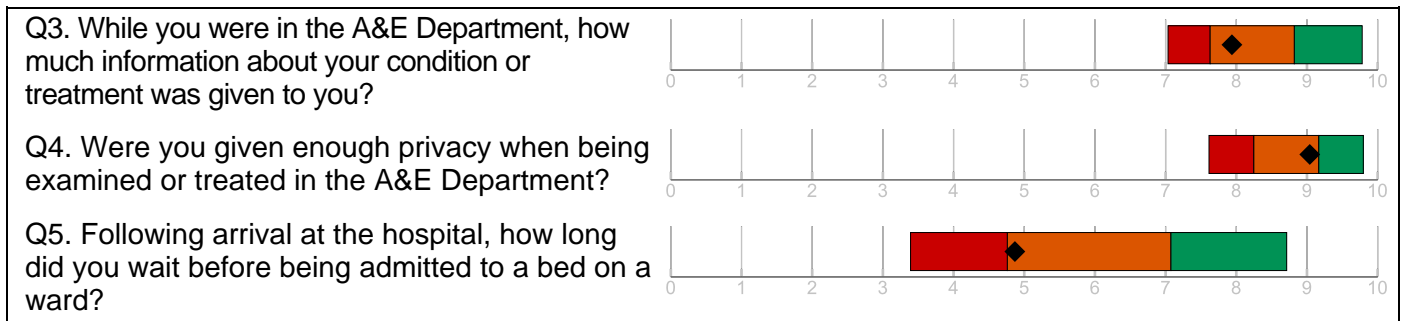 Q3. While you were in the A&E Department, how
much information about your condition or
treatment was given to you?
0 1 2 3 4 5 6 7 8 9 10
Q4. Were you given enough privacy when being
examined or treated in the A&E Department?
0 1 2 3 4 5 6 7 8 9 10
Q5. Following arrival at the hospital, how long
did you wait before being admitted to a bed on a
ward?
0 1 2 3 4 5 6 7 8 9 10